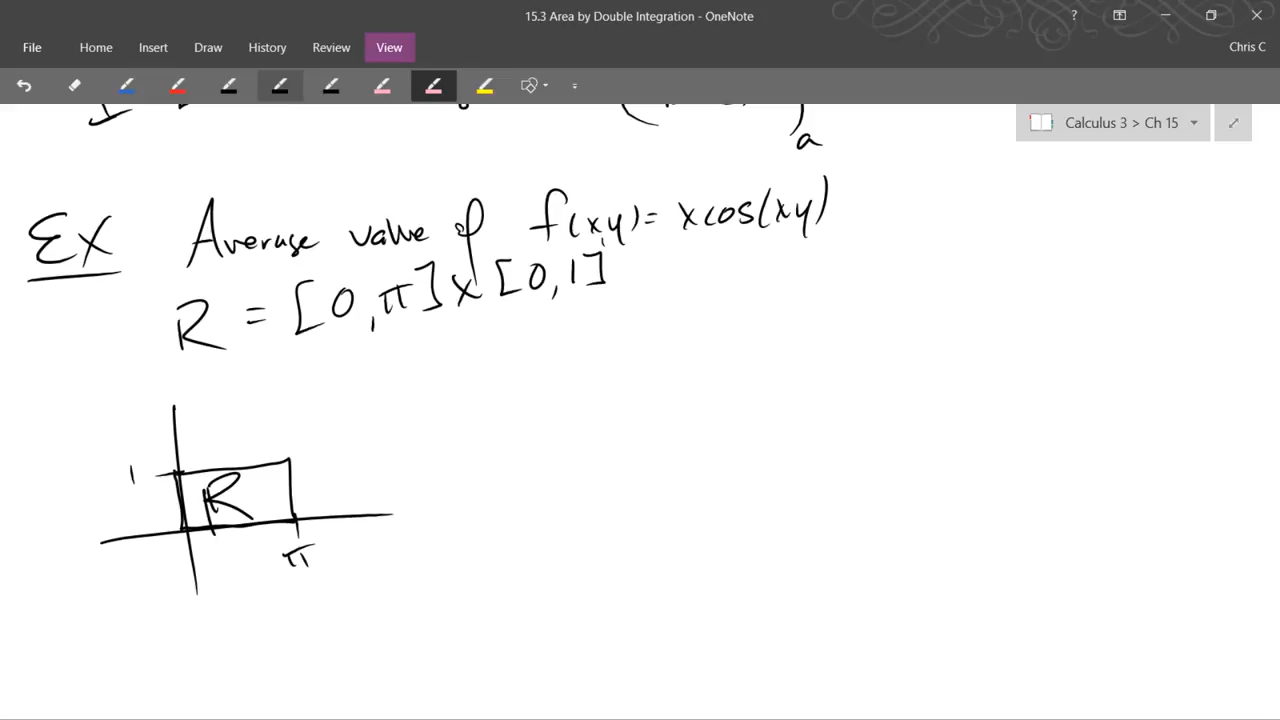 15.3 Area by Double Integration - OneNote
File Home Insert Draw History Review View
Chris C
Calculus 3 > Ch 15
a
EX Average value of f(x,y)= xcos(xy)
R = [0,π]x[0,1]
1
R
π